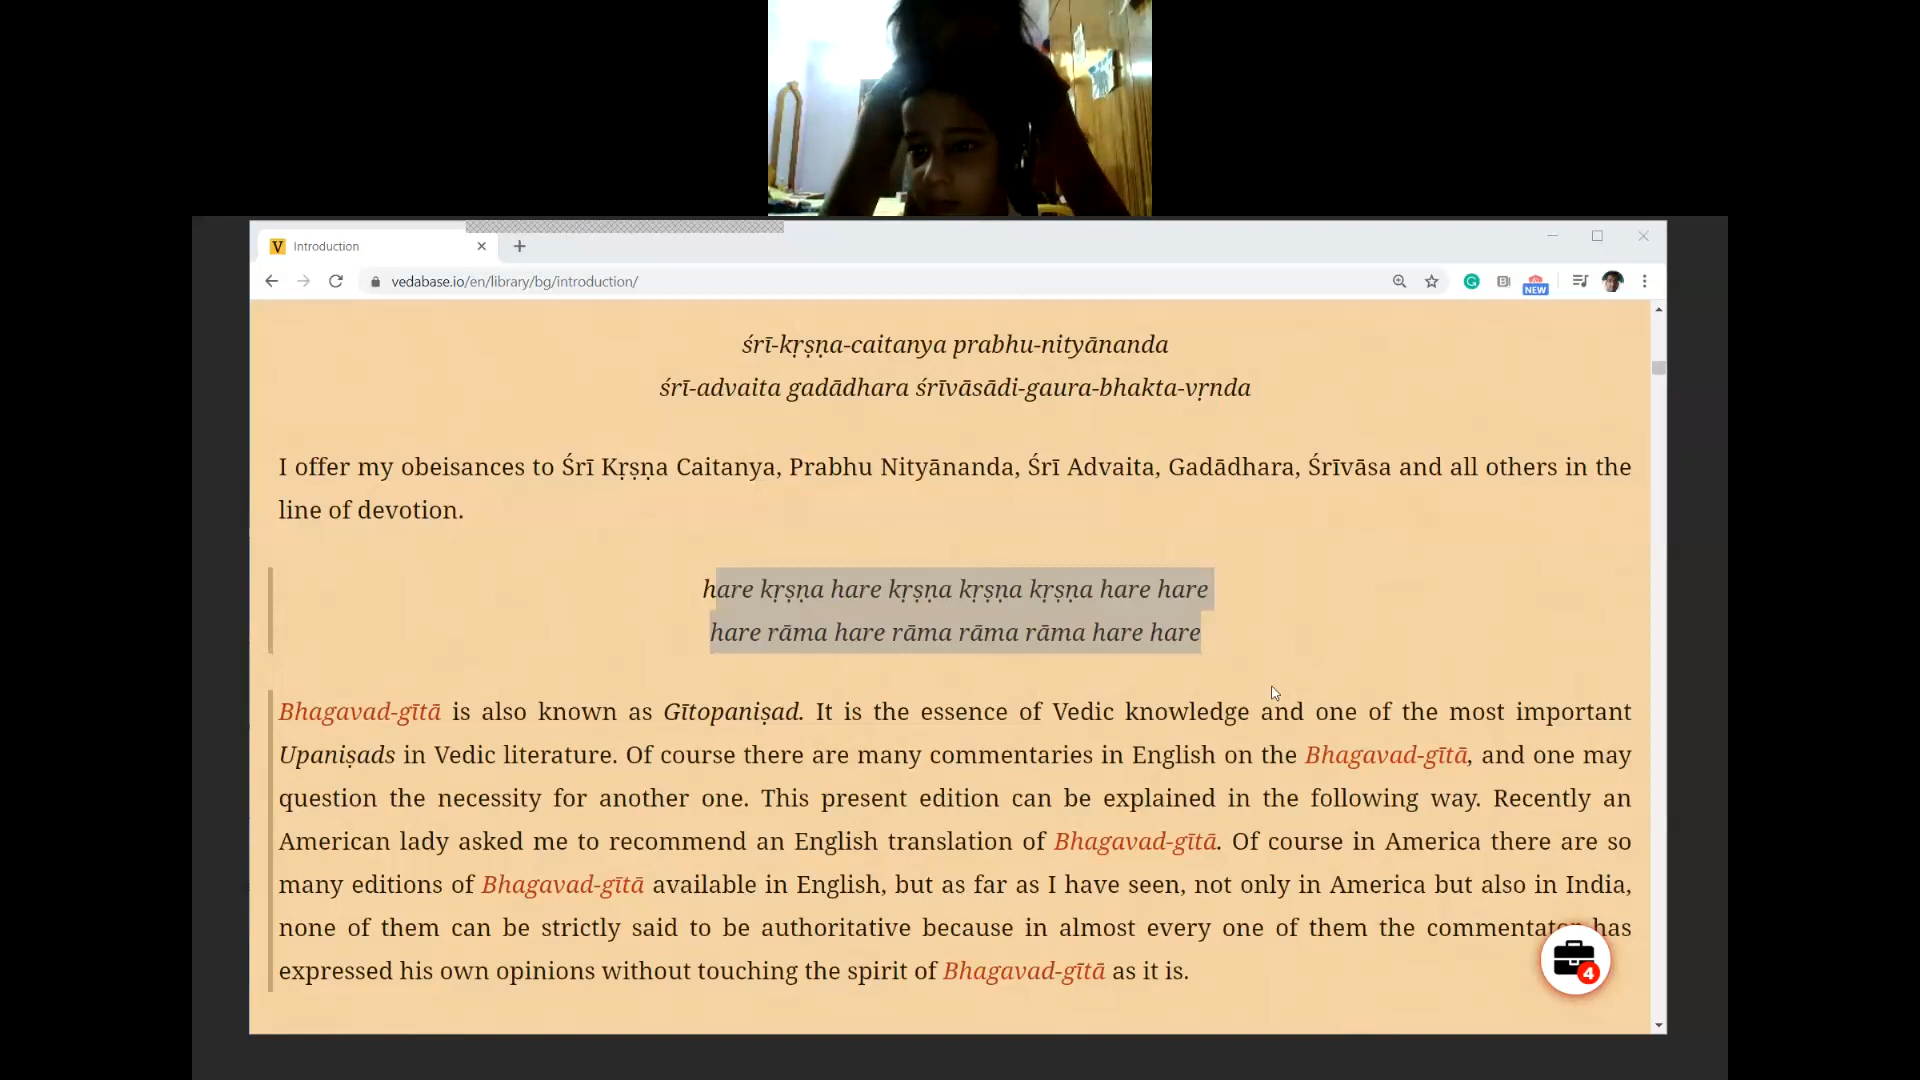 Introduction
vedabase.io/en/library/bg/introduction/
NEW
śrī-kṛṣṇa-caitanya prabhu-nityānanda
śrī-advaita gadādhara śrīvāsādi-gaura-bhakta-vṛnda
I offer my obeisances to Śrī Kṛṣṇa Caitanya, Prabhu Nityānanda, Śrī Advaita, Gadādhara, Śrīvāsa and all others in the
line of devotion.
hare kṛṣṇa hare kṛṣṇa kṛṣṇa kṛṣṇa hare hare
hare rāma hare rāma rāma rāma hare hare
Bhagavad-gītā is also known as Gītopaniṣad. It is the essence of Vedic knowledge and one of the most important
Upaniṣads in Vedic literature. Of course there are many commentaries in English on the Bhagavad-gītā, and one may
question the necessity for another one. This present edition can be explained in the following way. Recently an
American lady asked me to recommend an English translation of Bhagavad-gītā. Of course in America there are so
many editions of Bhagavad-gītā available in English, but as far as I have seen, not only in America but also in India,
none of them can be strictly said to be authoritative because in almost every one of them the commentator has
expressed his own opinions without touching the spirit of Bhagavad-gītā as it is.
4